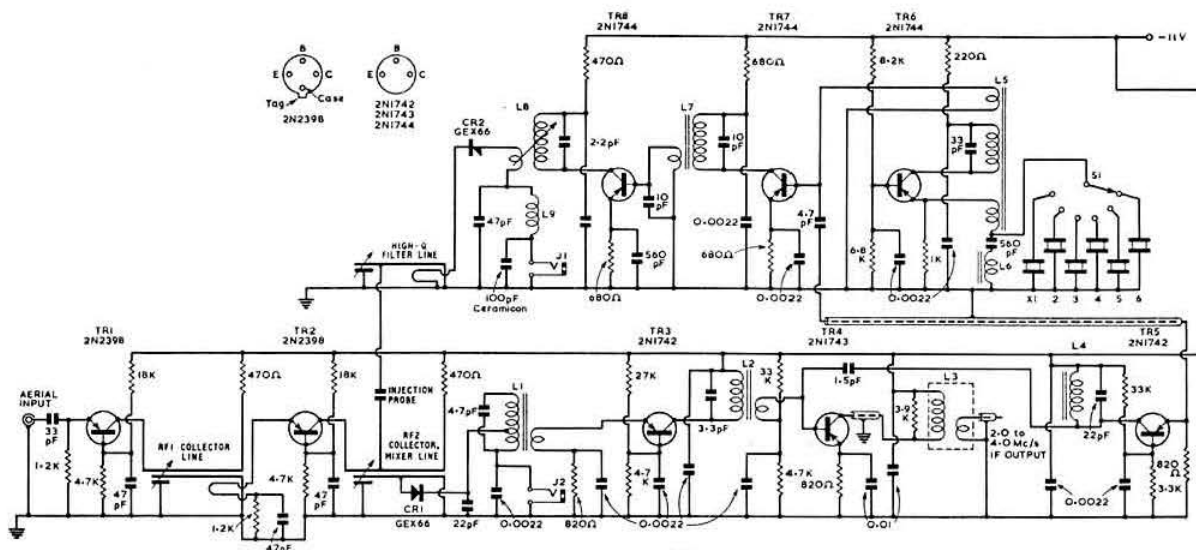 TR8
2N1744
TR7
2N1744
TR6
2N1744
-11V
B
E
C
Tag
Case
2N2398
B
E
C
2N1742
2N1743
2N1744
470Ω
680Ω
8.2K
220Ω
L5
L8
CR2
GEX66
2.2pF
L7
10
pF
33
pF
S1
10
pF
47pF
L9
0.0022
4.7
pF
560
pF
L6
HIGH-Q
FILTER LINE
J1
560
pF
680Ω
6.8
K
1K
100pF
Ceramicon
680Ω
0.0022
0.0022
X1
2
3
4
5
6
TR1
2N2398
TR2
2N2398
TR3
2N1742
TR4
2N1743
TR5
2N1742
18K
470Ω
18K
470Ω
INJECTION
PROBE
L1
27K
L2
33
K
1.5pF
L4
AERIAL
INPUT
33
pF
4.7pF
3.3pF
3.9
K
L3
33K
22pF
RF1 COLLECTOR
LINE
RF2
COLLECTOR,
MIXER LINE
2.0 to
4.0 Mc/s
IF OUTPUT
1.2K
4.7K
47
pF
4.7K
47
pF
J2
4.7
K
4.7K
820Ω
820
Ω
3.3K
1.2K
47pF
CR1
GEX66
22pF
0.0022
820Ω
0.0022
0.01
0.0022